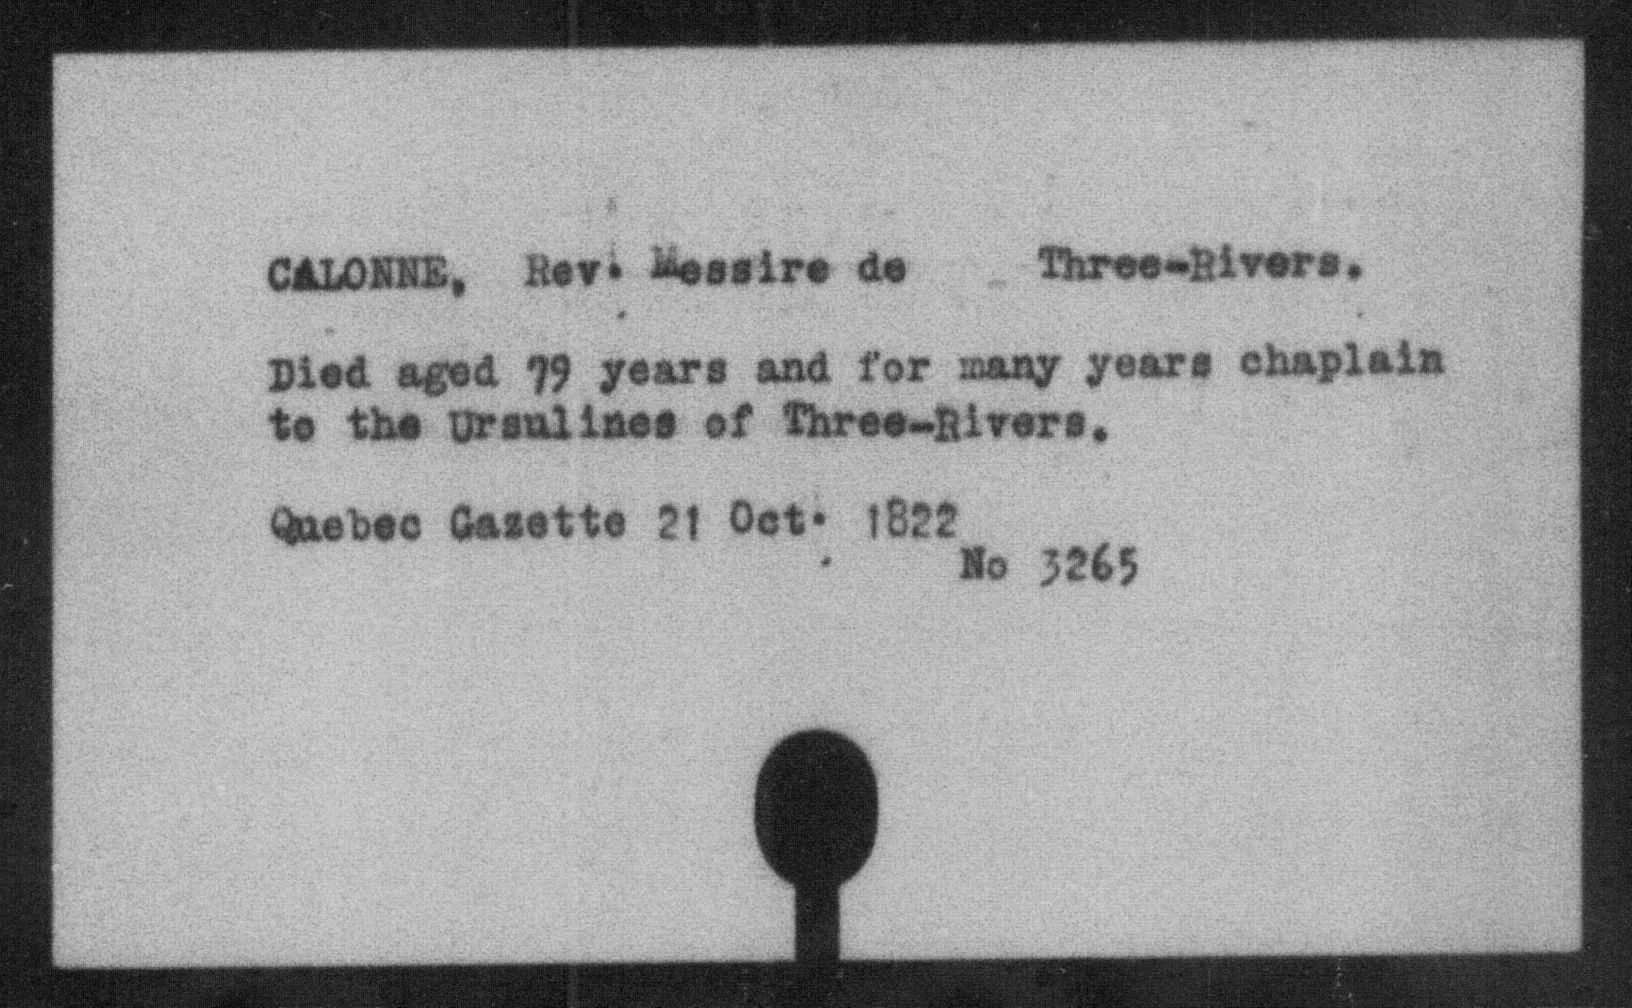 CALONNE, Rev. Messire de Three-Rivers.
Died aged 79 years and for many years chaplain
to the Ursulines of Three-Rivers.
Quebec Gazette 21 Oct. 1822
No 3265